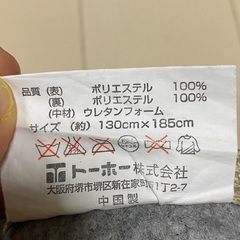 品質 (表) ポリエステル 100%
(裏) ポリエステル 100%
(中材) ウレタンフォーム
サイズ (約) 130cm×185cm
トーホー株式会社
大阪府堺市堺区新在家町西1丁2-7
中国製